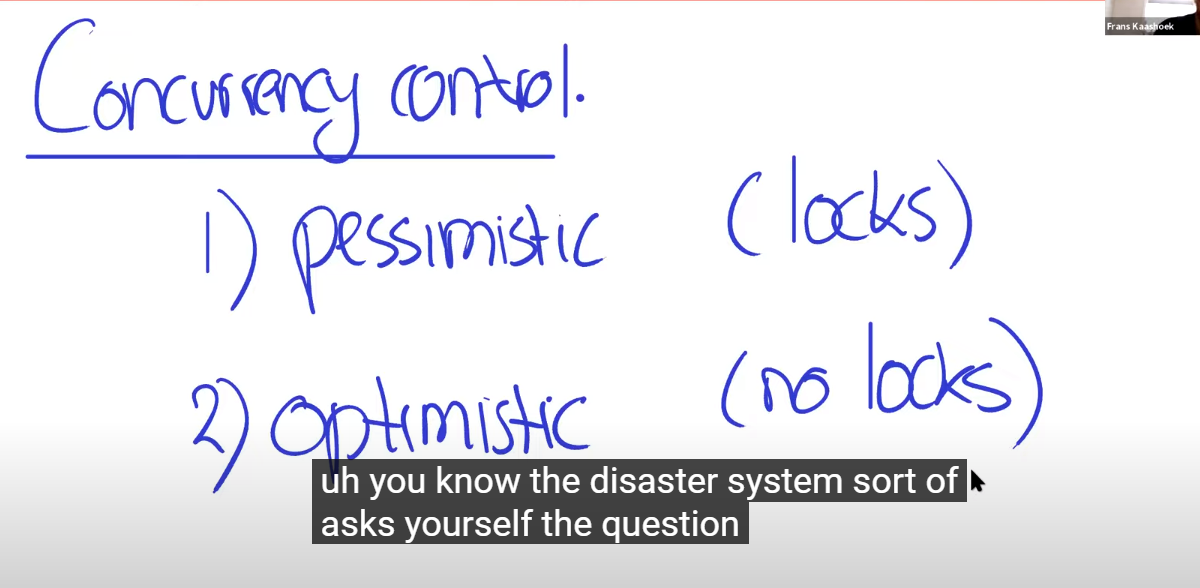 Frans Kaashoek
Concurrency control.
1) pessimistic (locks)
2) optimistic (no locks)
uh you know the disaster system sort of
asks yourself the question